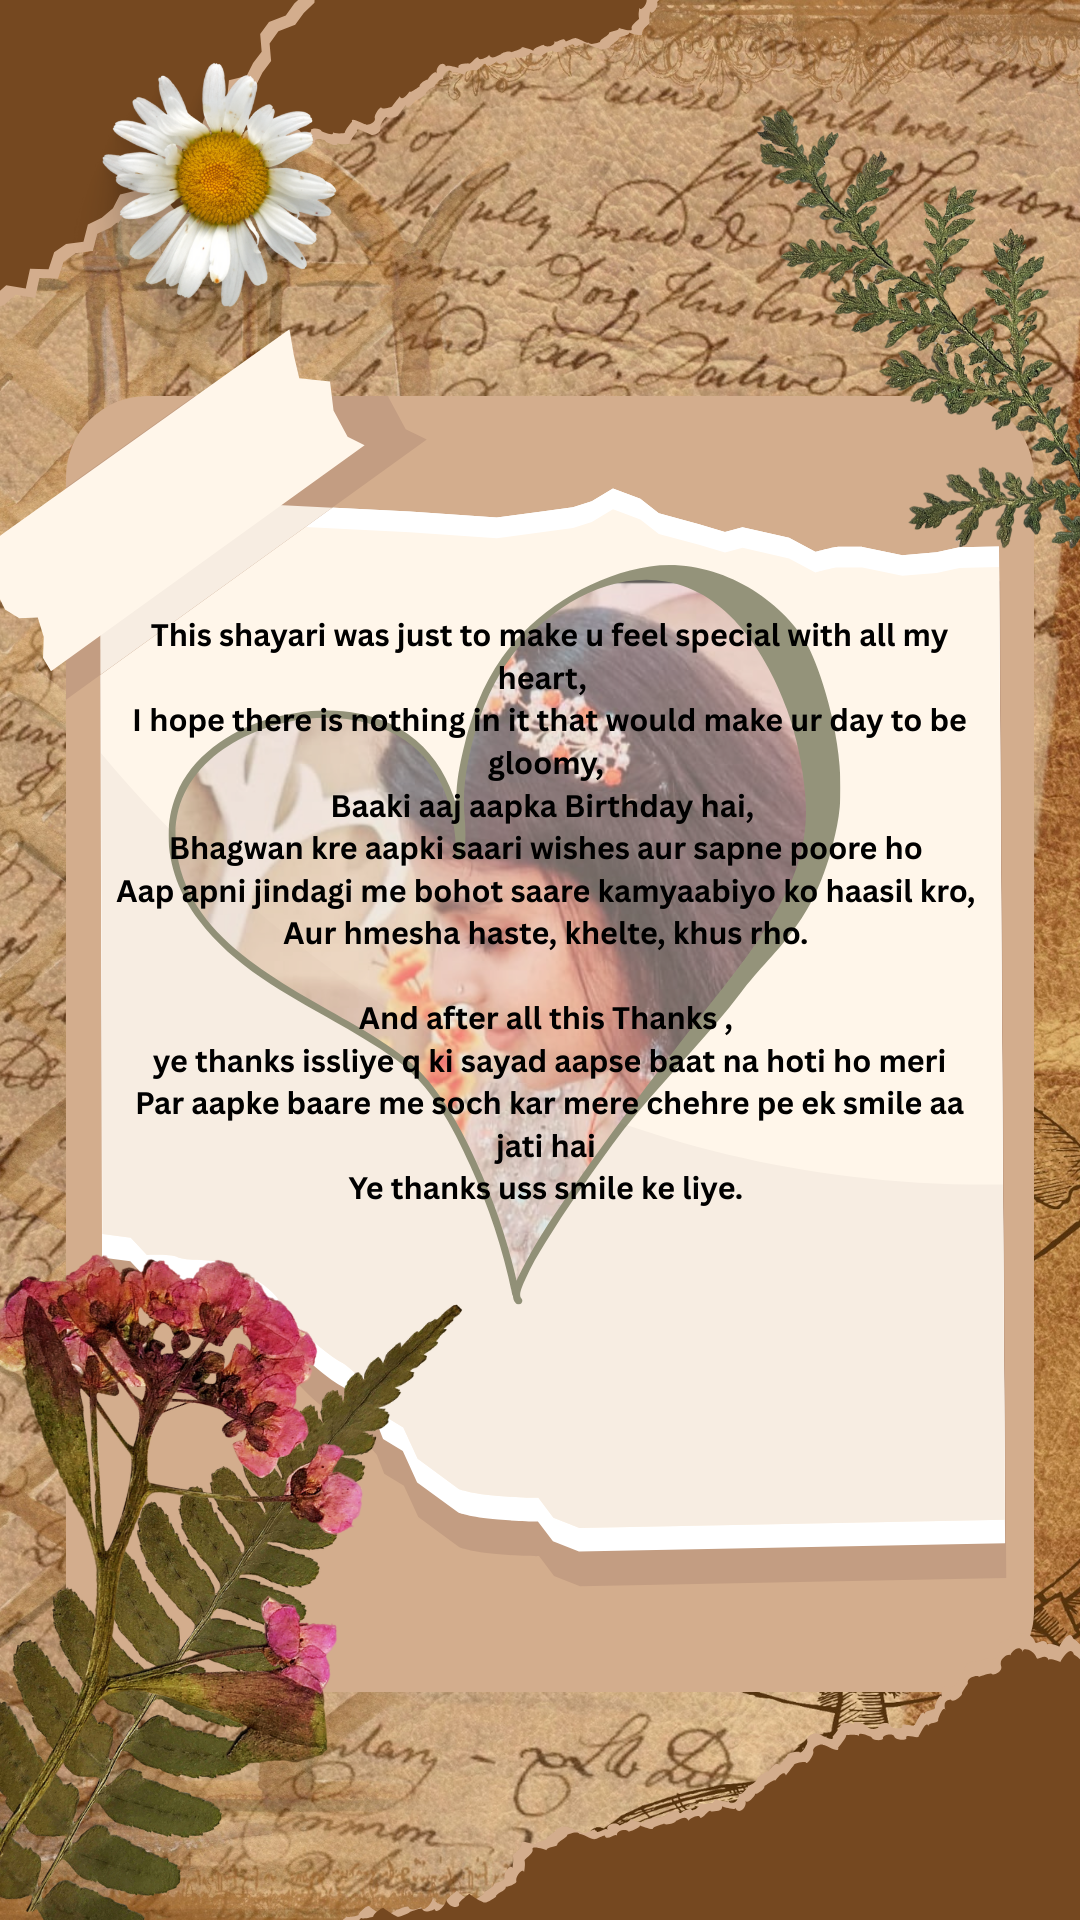 This shayari was just to make u feel special with all my
heart,
I hope there is nothing in it that would make ur day to be
gloomy,
Baaki aaj aapka Birthday hai,
Bhagwan kre aapki saari wishes aur sapne poore ho
Aap apni jindagi me bohot saare kamyaabiyo ko haasil kro,
Aur hmesha haste, khelte, khus rho.
And after all this Thanks ,
ye thanks issliye q ki sayad aapse baat na hoti ho meri
Par aapke baare me soch kar mere chehre pe ek smile aa
jati hai
Ye thanks uss smile ke liye.